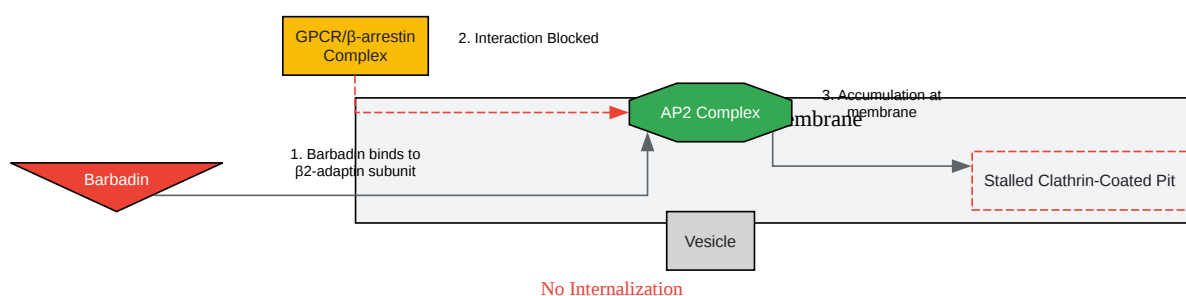 GPCR/β-arrestin
Complex
2. Interaction Blocked
AP2 Complex
3. Accumulation at
membrane
1. Barbadin binds to
β2-adaptin subunit
Barbadin
Stalled Clathrin-Coated Pit
Vesicle
No Internalization